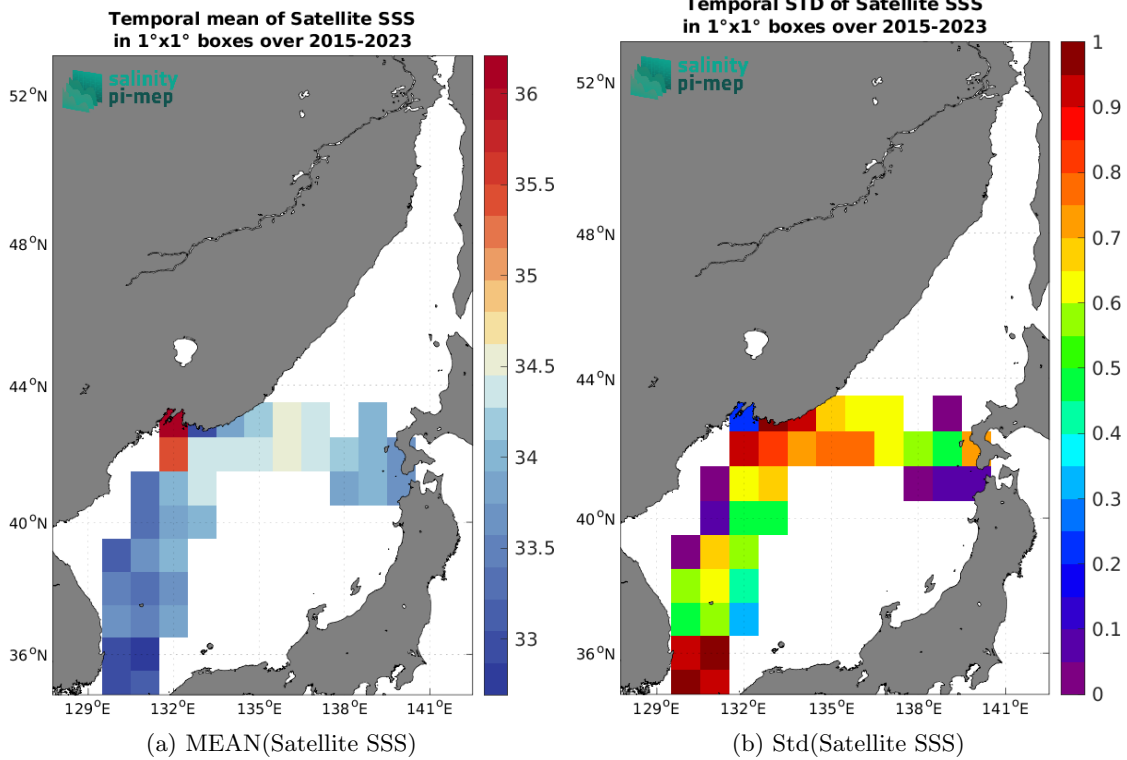 Temporal mean of Satellite SSS
in 1°x1° boxes over 2015-2023
salinity
pi-mep
52°N
48°N
44°N
40°N
36°N
129°E
132°E
135°E
138°E
141°E
36
35.5
35
34.5
34
33.5
33
(a) MEAN(Satellite SSS)
Temporal STD of Satellite SSS
in 1°x1° boxes over 2015-2023
salinity
pi-mep
52°N
48°N
44°N
40°N
36°N
129°E
132°E
135°E
138°E
141°E
1
0.9
0.8
0.7
0.6
0.5
0.4
0.3
0.2
0.1
0
(b) Std(Satellite SSS)